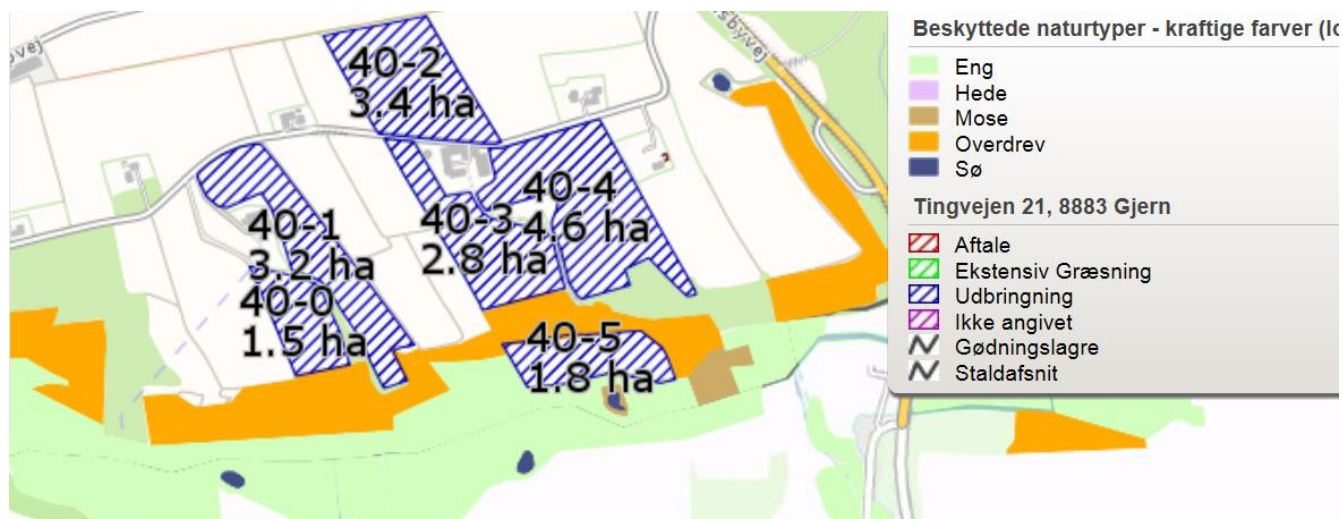 sbyvej
40-2
3.4 ha
40-4
4.6 ha
40-3
2.8 ha
40-1
3.2 ha
40-0
1.5 ha
40-5
1.8 ha
Beskyttede naturtyper - kraftige farver
Eng
Hede
Mose
Overdrev
Sø
Tingvejen 21, 8883 Gjern
Aftale
Ekstensiv Græsning
Udbringning
Ikke angivet
Gødningslagre
Staldafsnit